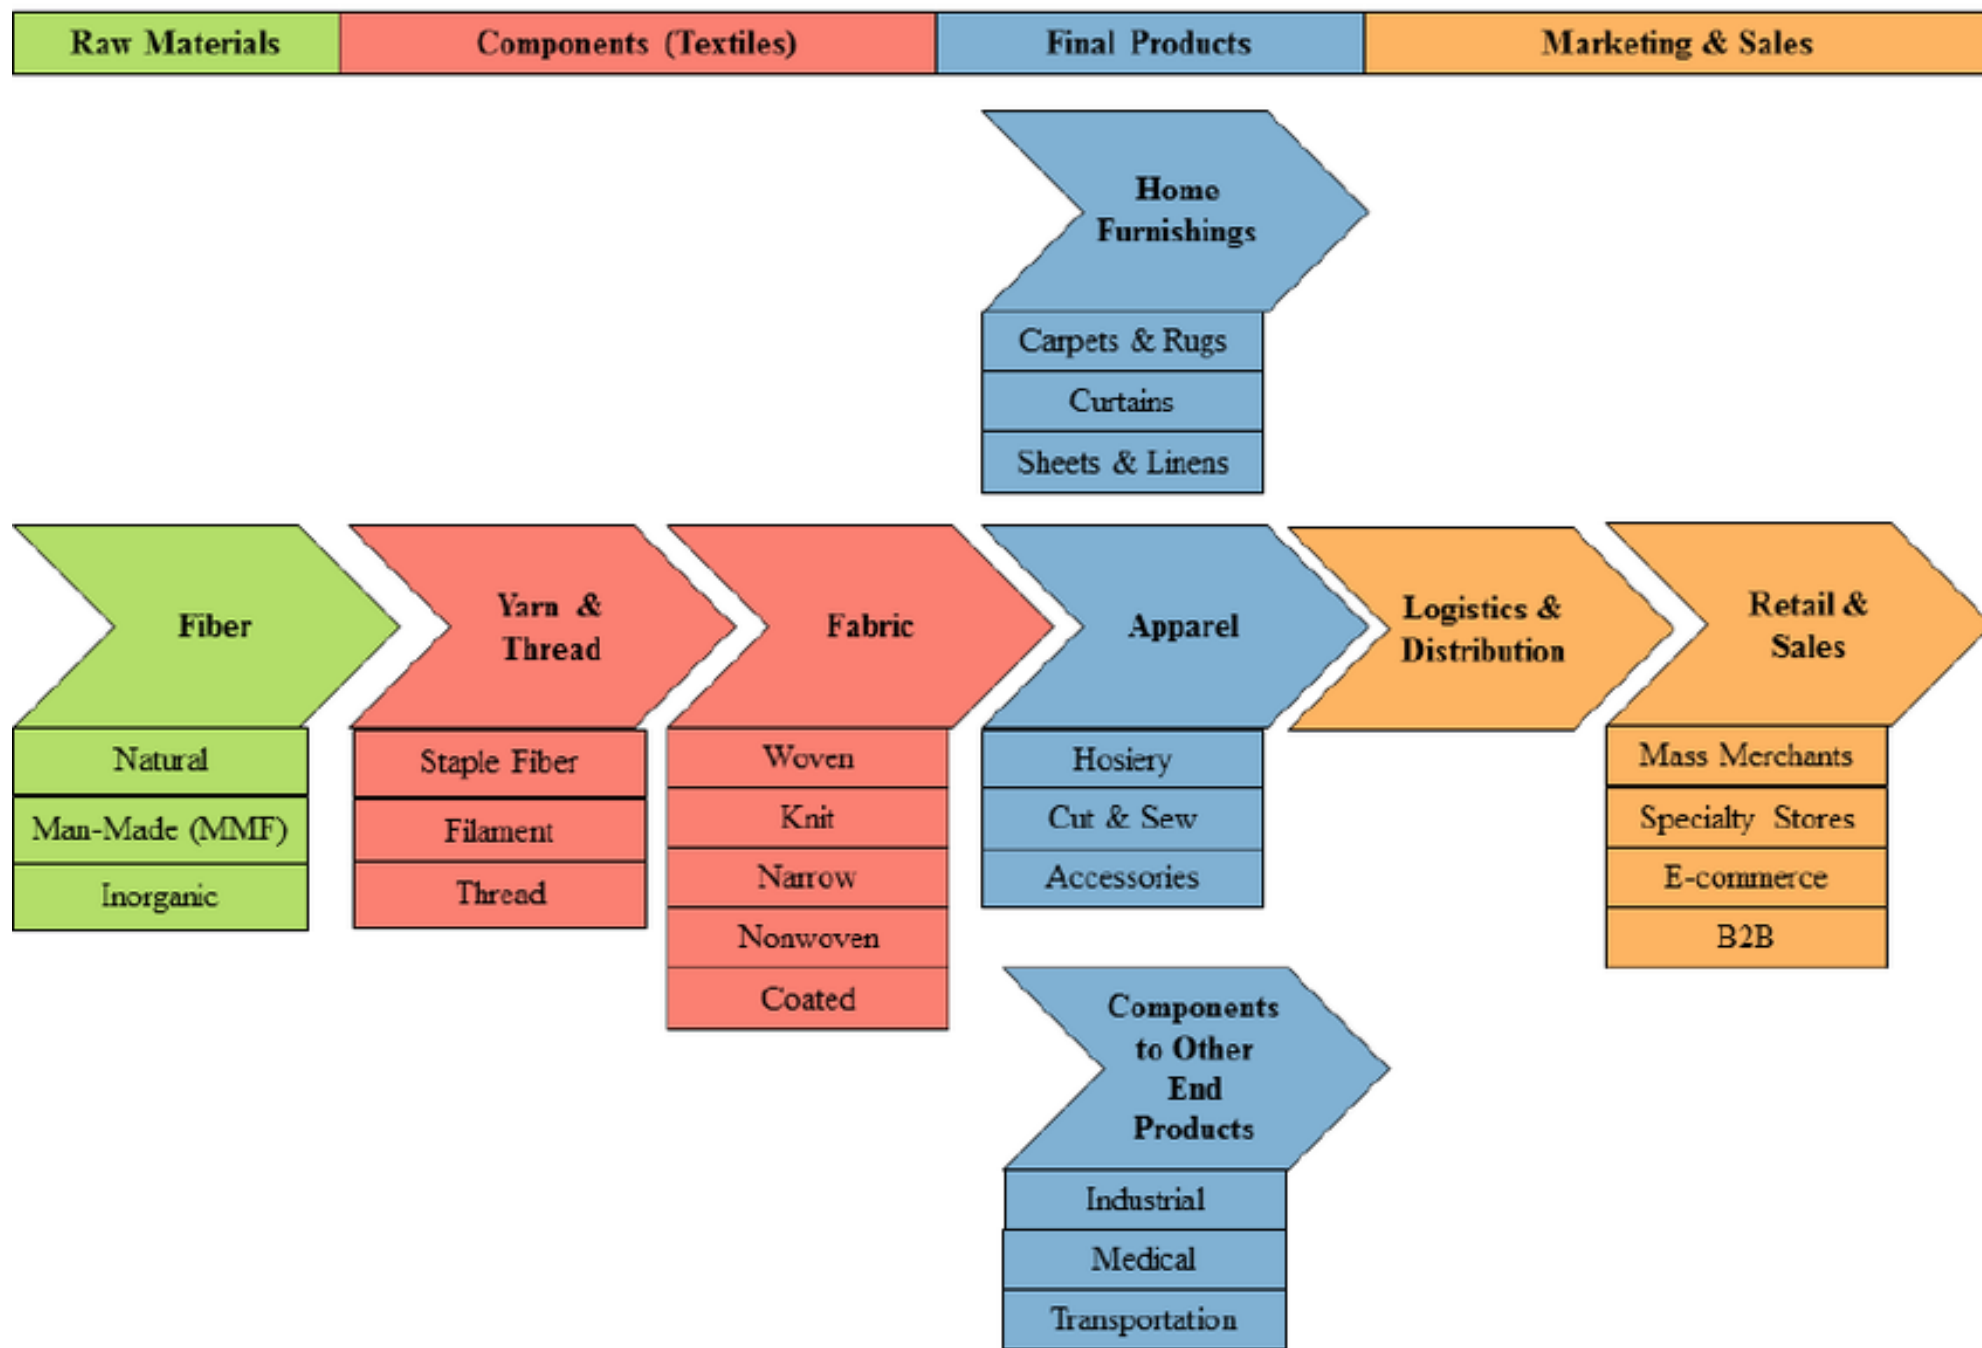 Raw Materials
Components (Textiles)
Final Products
Marketing & Sales
Home
Furnishings
Carpets & Rugs
Curtains
Sheets & Linens
Fiber
Natural
Man-Made (MMF)
Inorganic
Yarn &
Thread
Staple Fiber
Filament
Thread
Fabric
Woven
Knit
Narrow
Nonwoven
Coated
Apparel
Hosiery
Cut & Sew
Accessories
Components
to Other
End
Products
Industrial
Medical
Transportation
Logistics &
Distribution
Retail &
Sales
Mass Merchants
Specialty Stores
E-commerce
B2B